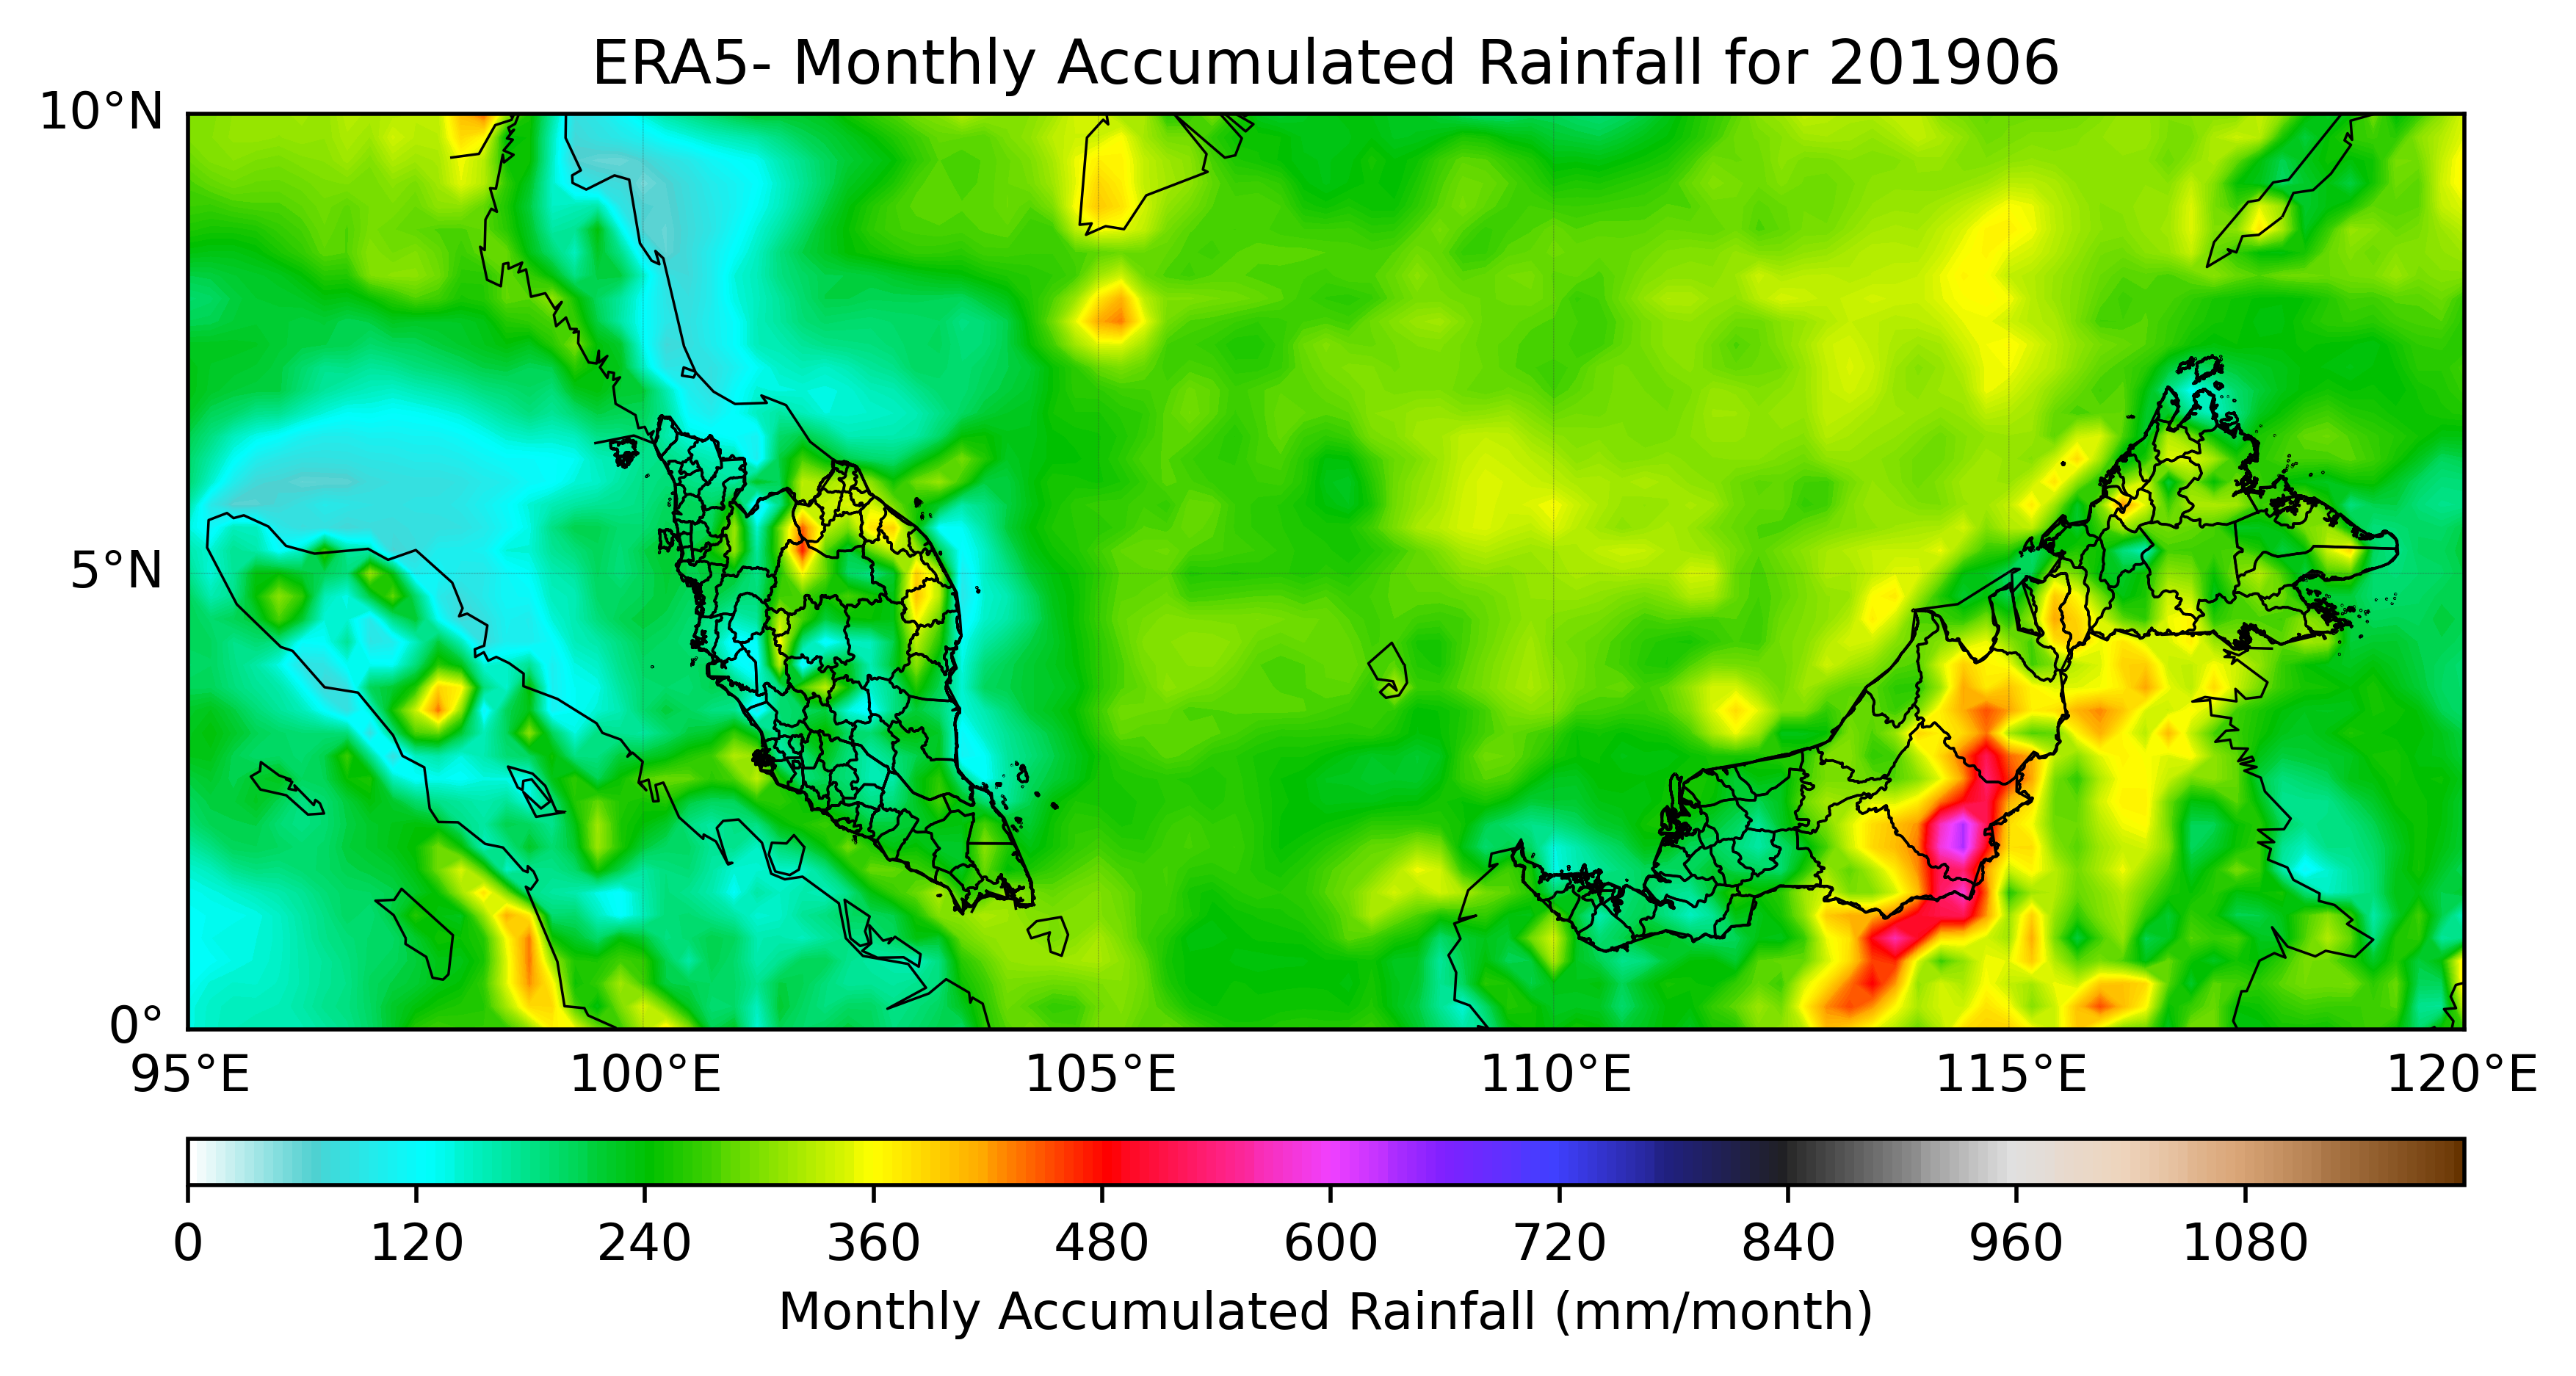 ERA5- Monthly Accumulated Rainfall for 201906
10°N
5°N
0°
95°E 100°E 105°E 110°E 115°E 120°E
0 120 240 360 480 600 720 840 960 1080
Monthly Accumulated Rainfall (mm/month)